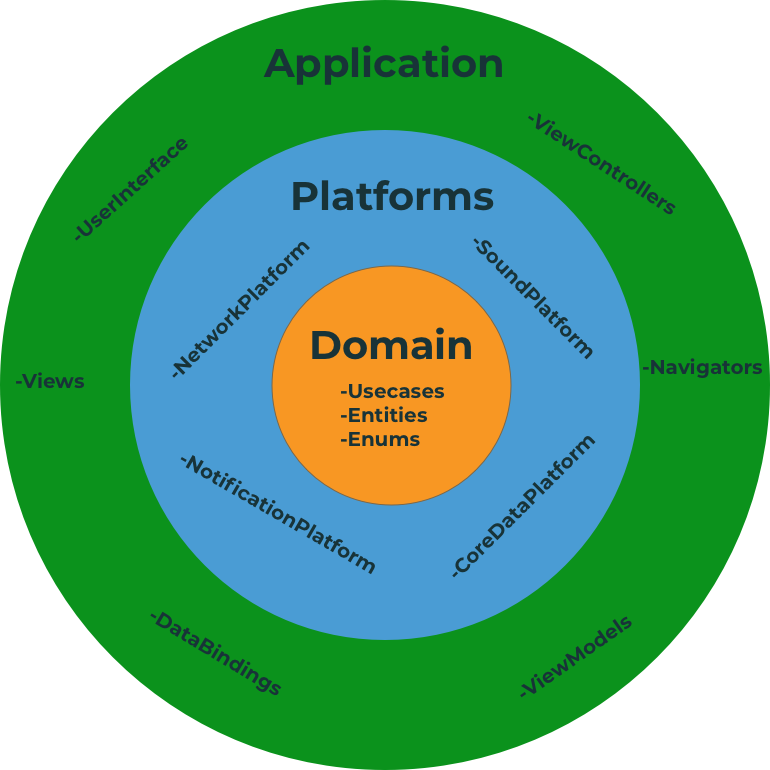 Application
-ViewControllers
-UserInterface
Platforms
-SoundPlatform
-NetworkPlatform
Domain
-Navigators
-Views
-Usecases
-Entities
-Enums
-NotificationPlatform
-CoreDataPlatform
-DataBindings
-ViewModels